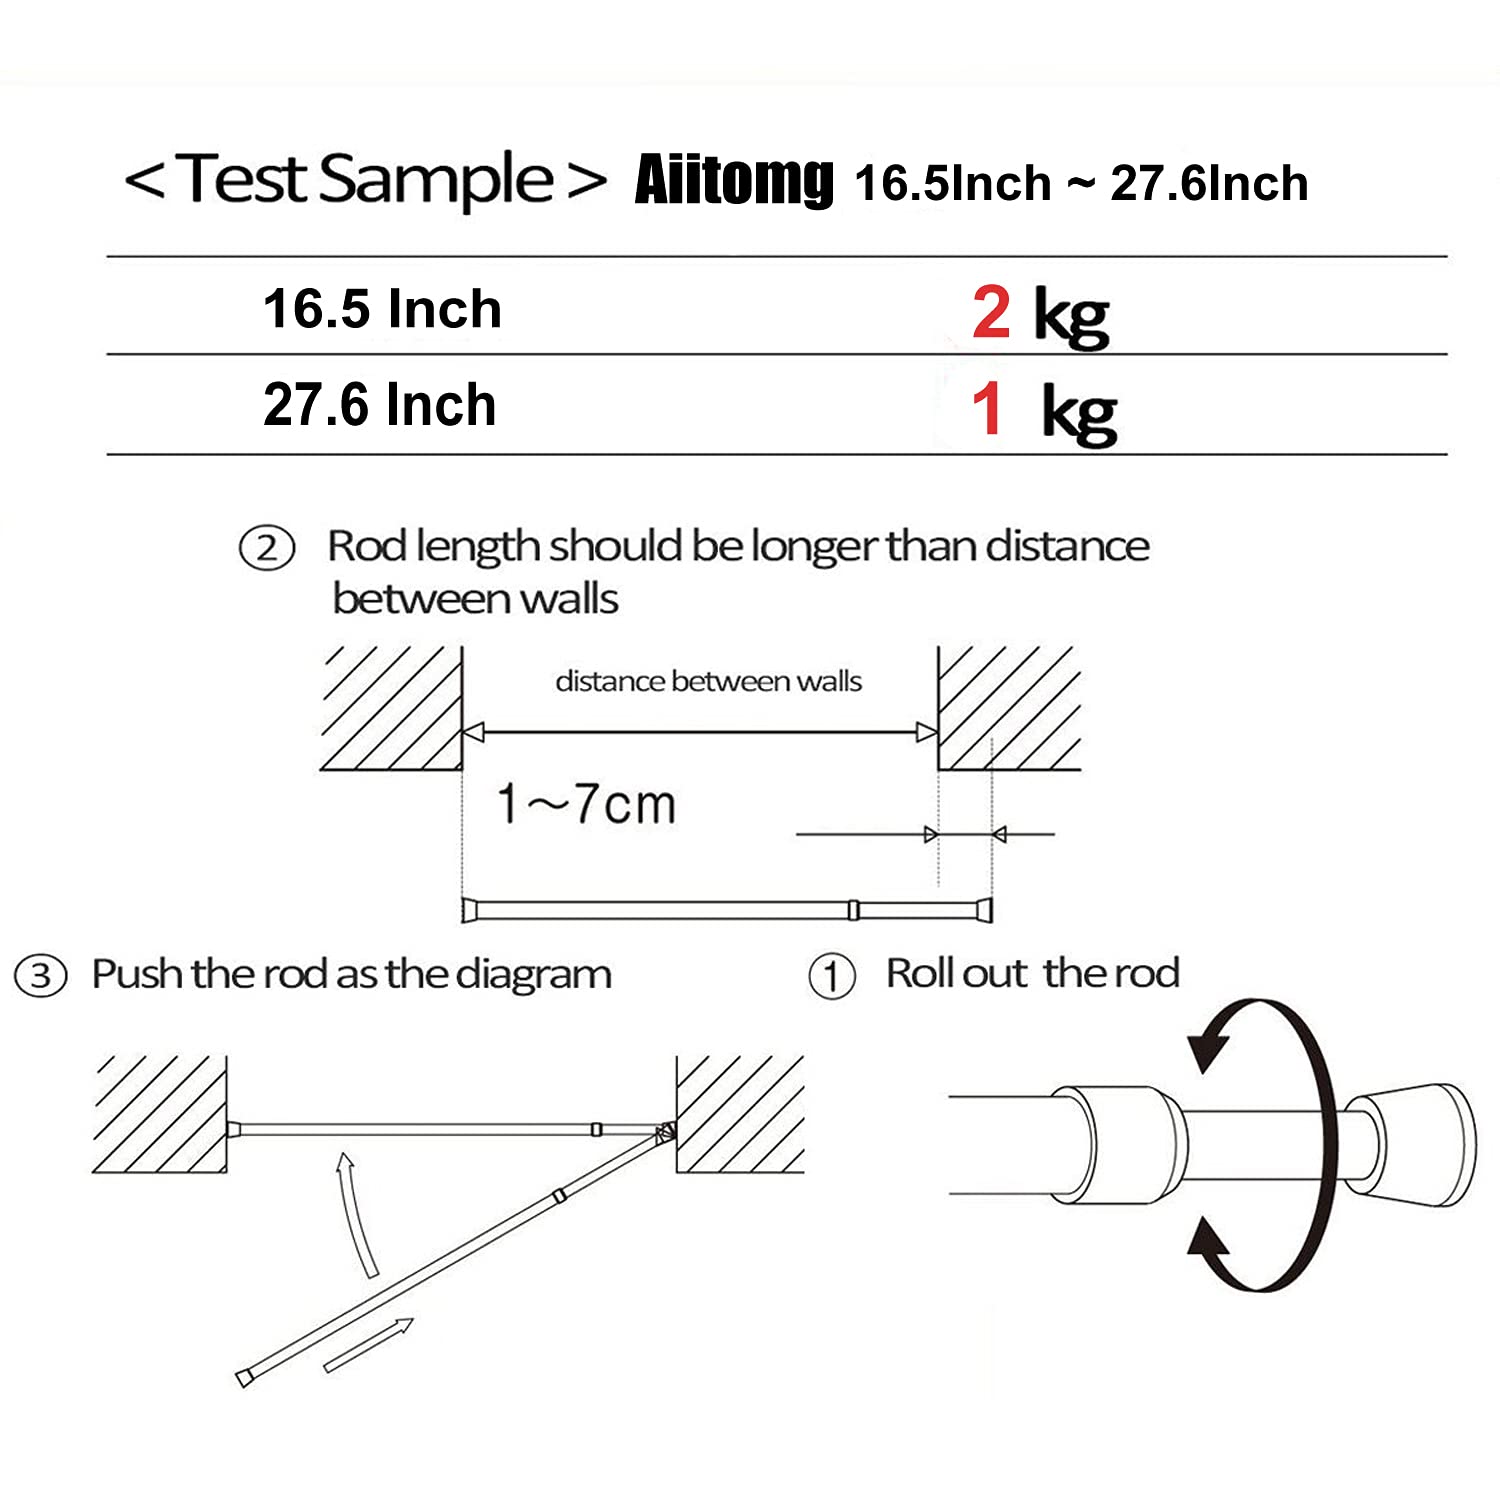 <Test Sample> Aiitomg 16.5Inch ~ 27.6Inch
16.5 Inch 2 kg
27.6 Inch 1 kg
② Rod length should be longer than distance
between walls
distance between walls
1～7cm
③ Push the rod as the diagram
① Roll out the rod